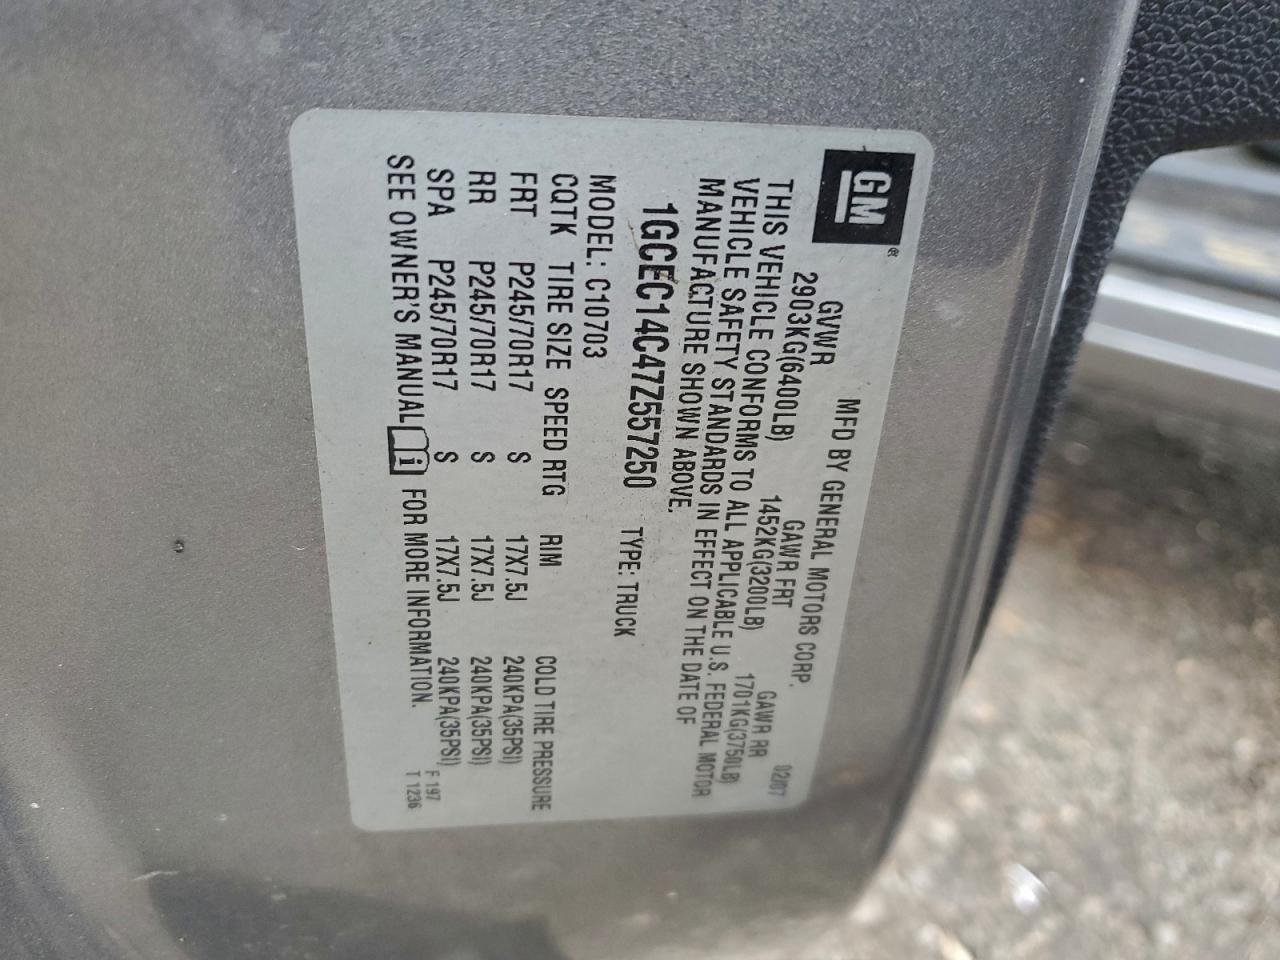 GM®
MFD BY GENERAL MOTORS CORP. 02/07
GVWR GAWR FRT GAWR RR
2903KG(6400LB) 1452KG(3200LB) 1701KG(3750LB)
THIS VEHICLE CONFORMS TO ALL APPLICABLE U.S. FEDERAL MOTOR
VEHICLE SAFETY STANDARDS IN EFFECT ON THE DATE OF
MANUFACTURE SHOWN ABOVE.
1GCEC14C47Z557250 TYPE: TRUCK
MODEL: C10703
CQTK TIRE SIZE SPEED RTG RIM COLD TIRE PRESSURE
FRT P245/70R17 S 17X7.5J 240KPA(35PSI)
RR P245/70R17 S 17X7.5J 240KPA(35PSI)
SPA P245/70R17 S 17X7.5J 240KPA(35PSI)
SEE OWNER'S MANUAL i FOR MORE INFORMATION.
F 197
T 1236